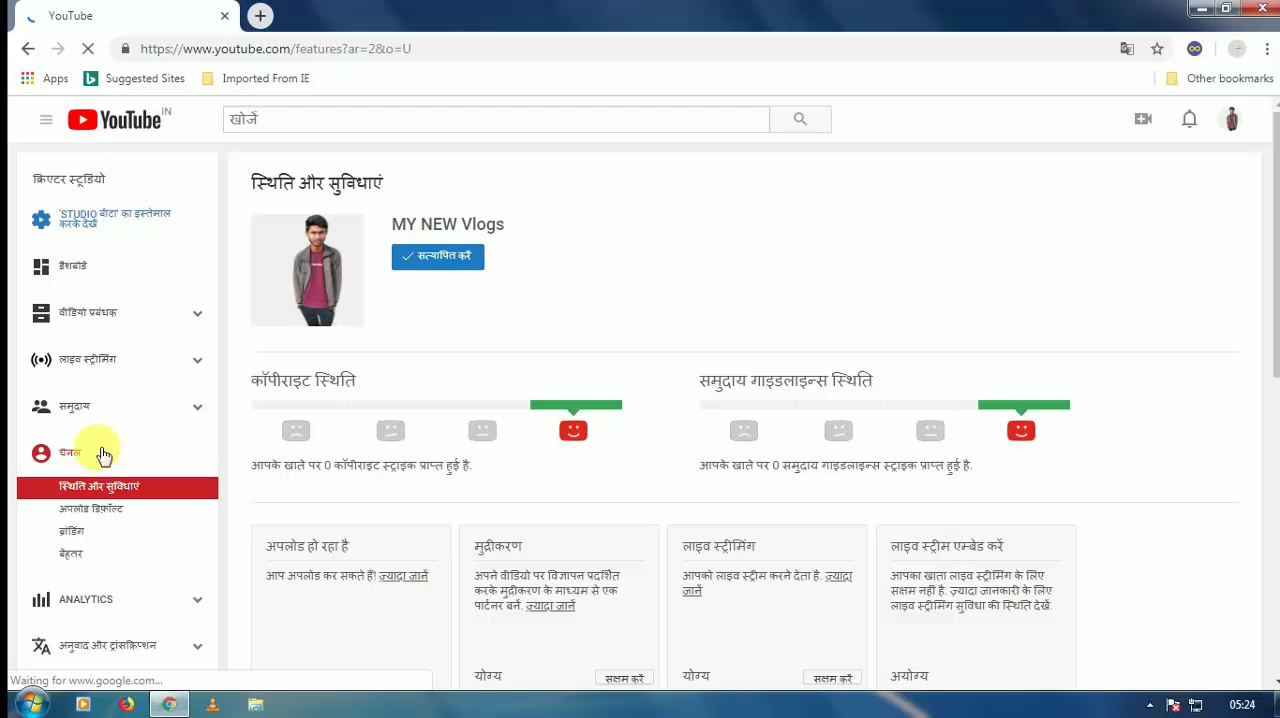 YouTube
https://www.youtube.com/features?ar=2&o=U
Apps
Suggested Sites
Imported From IE
Other bookmarks
YouTube IN
खोजें
क्रिएटर स्टूडियो
'STUDIO बीटा' का इस्तेमाल
करके देखें
डैशबोर्ड
वीडियो प्रबंधक
लाइव स्ट्रीमिंग
समुदाय
चैनल
स्थिति और सुविधाएं
अपलोड डिफ़ॉल्ट
ब्रांडिंग
बेहतर
ANALYTICS
अनुवाद और ट्रांसक्रिप्शन
स्थिति और सुविधाएं
MY NEW Vlogs
सत्यापित करें
कॉपीराइट स्थिति
आपके खाते पर 0 कॉपीराइट स्ट्राइक प्राप्त हुई है.
समुदाय गाइडलाइन्स स्थिति
आपके खाते पर 0 समुदाय गाइडलाइन्स स्ट्राइक प्राप्त हुई है.
अपलोड हो रहा है
आप अपलोड कर सकते हैं! ज़्यादा जानें
मुद्रीकरण
अपने वीडियो पर विज्ञापन प्रदर्शित
करके मुद्रीकरण के माध्यम से एक
पार्टनर बनें. ज़्यादा जानें
योग्य
सक्षम करें
लाइव स्ट्रीमिंग
आपको लाइव स्ट्रीम करने देता है. ज़्यादा
जानें
योग्य
सक्षम करें
लाइव स्ट्रीम एम्बेड करें
आपका खाता लाइव स्ट्रीमिंग के लिए
सक्षम नहीं है. ज़्यादा जानकारी के लिए
लाइव स्ट्रीमिंग सुविधा की स्थिति देखें.
अयोग्य
Waiting for www.google.com...
05:24